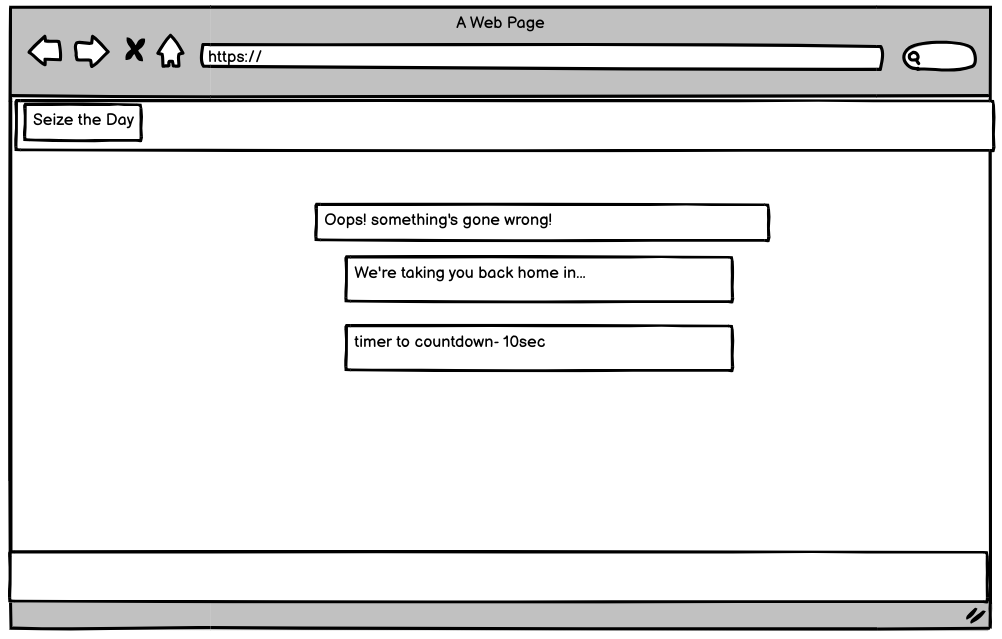 A Web Page
https://
Seize the Day
Oops! something's gone wrong!
We're taking you back home in...
timer to countdown- 10sec